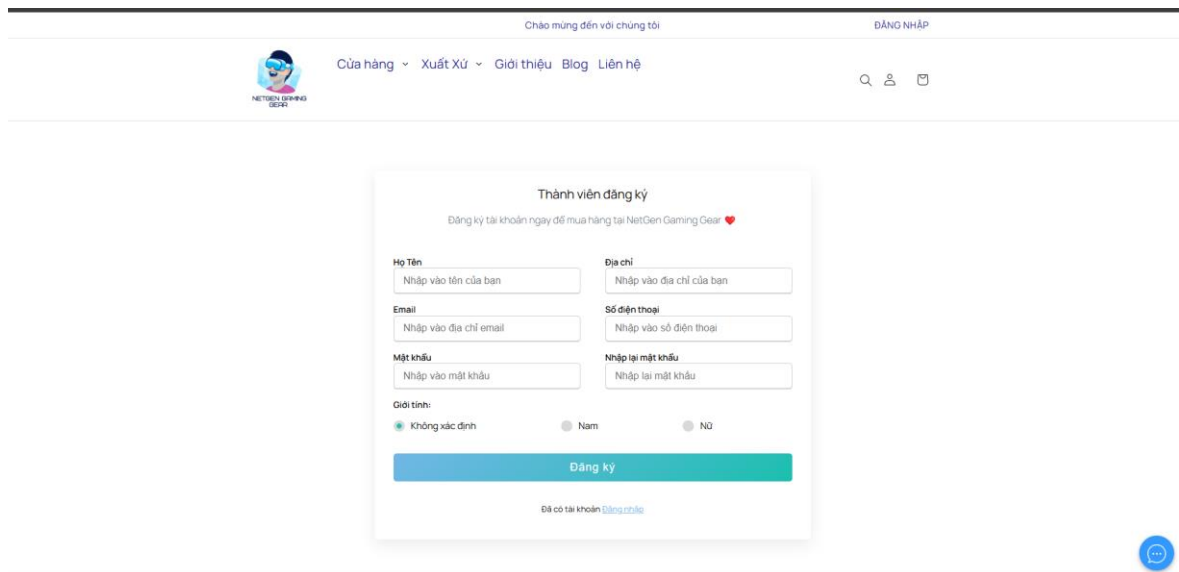 Chào mừng đến với chúng tôi
ĐĂNG NHẬP
NETGEN GAMING
GEAR
Cửa hàng Xuất Xứ Giới thiệu Blog Liên hệ
Thành viên đăng ký
Đăng ký tài khoản ngay để mua hàng tại NetGen Gaming Gear ❤
Họ Tên Địa chỉ
Nhập vào tên của bạn Nhập vào địa chỉ của bạn
Email Số điện thoại
Nhập vào địa chỉ email Nhập vào số điện thoại
Mật khẩu Nhập lại mật khẩu
Nhập vào mật khẩu Nhập lại mật khẩu
Giới tính:
Không xác định Nam Nữ
Đăng ký
Đã có tài khoản Đăng nhập